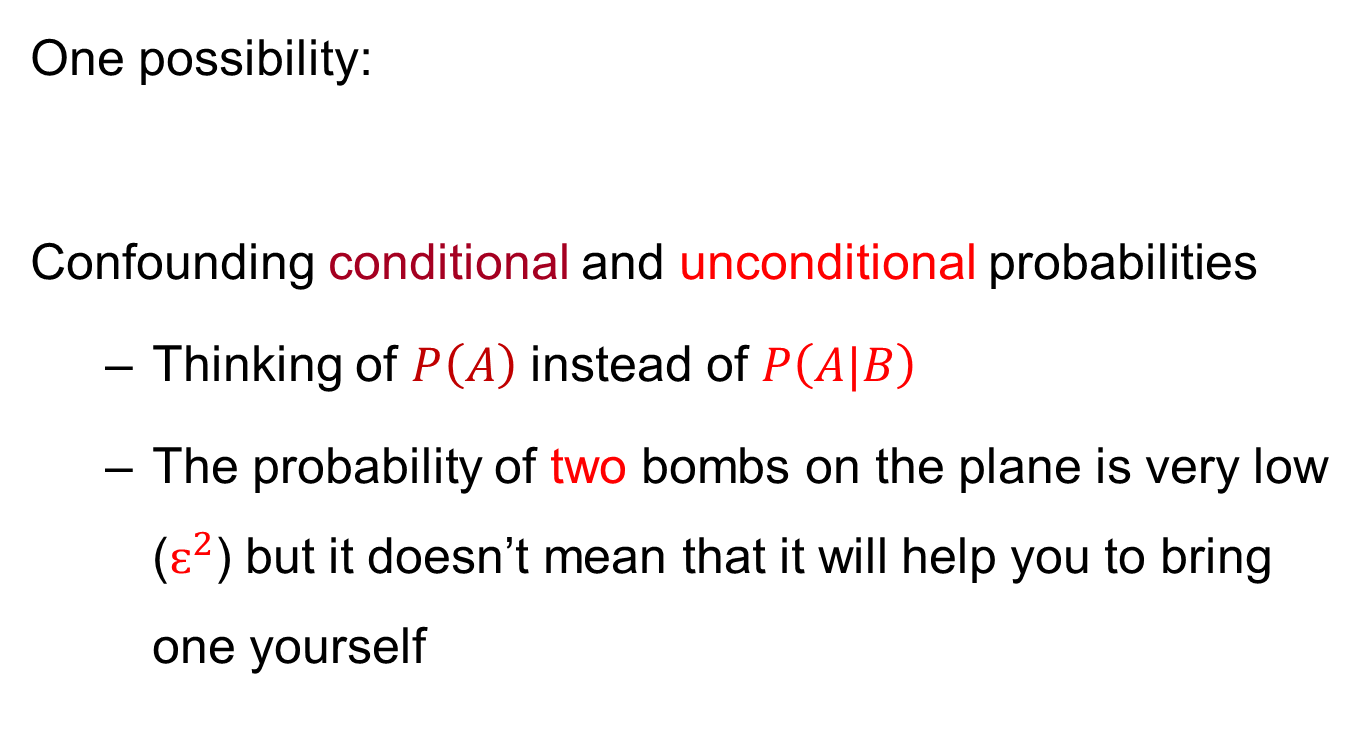 One possibility:
Confounding conditional and unconditional probabilities
– Thinking of P(A) instead of P(A|B)
– The probability of two bombs on the plane is very low
(ε²) but it doesn’t mean that it will help you to bring
one yourself